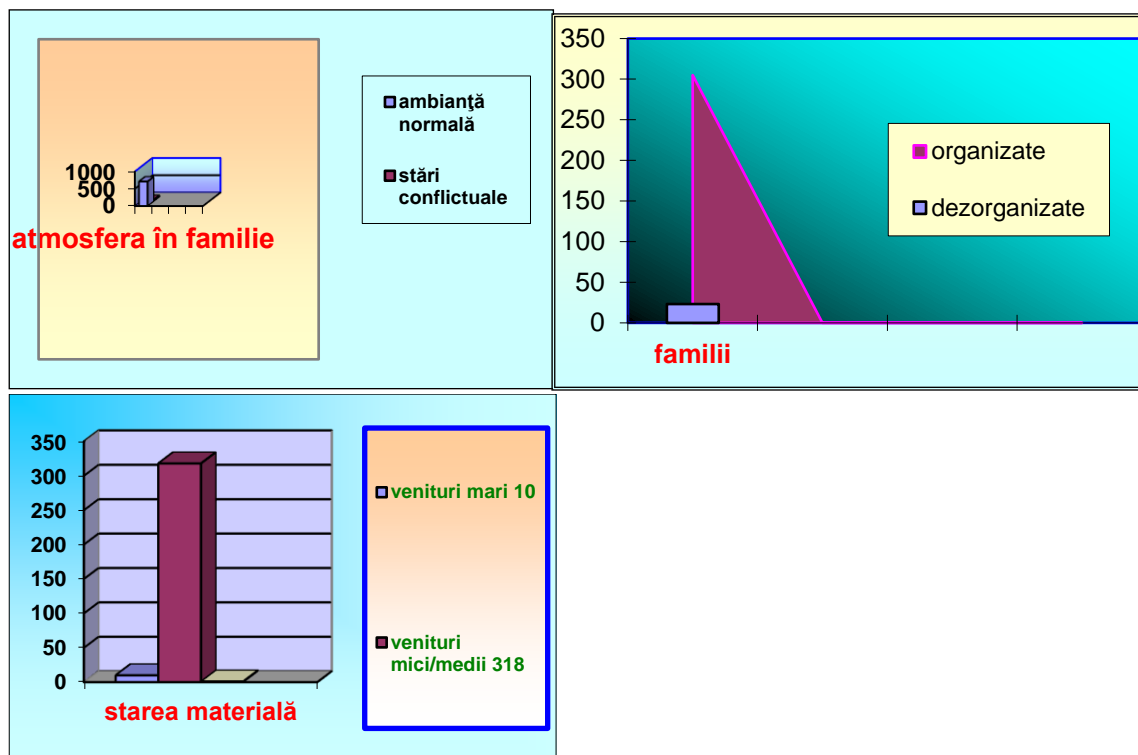 1000
500
0
atmosfera în familie
ambianţă
normală
stări
conflictuale
350
300
250
200
150
100
50
0
familii
organizate
dezorganizate
350
300
250
200
150
100
50
0
starea materială
venituri mari 10
venituri
mici/medii 318